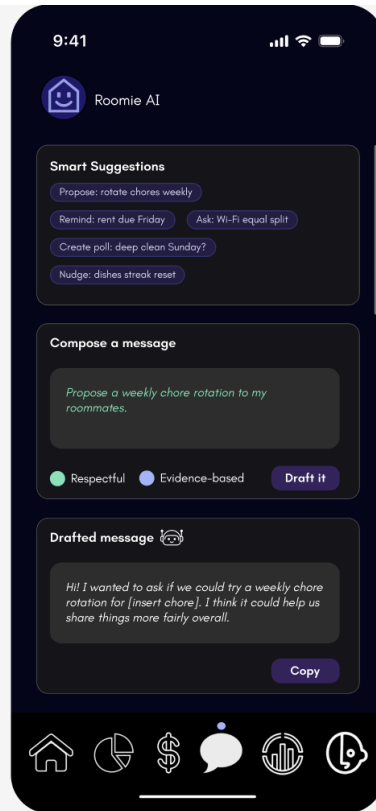 9:41
Roomie AI
Smart Suggestions
Propose: rotate chores weekly
Remind: rent due Friday Ask: Wi-Fi equal split
Create poll: deep clean Sunday?
Nudge: dishes streak reset
Compose a message
Propose a weekly chore rotation to my
roommates.
Respectful Evidence-based Draft it
Drafted message
Hi! I wanted to ask if we could try a weekly chore
rotation for [insert chore]. I think it could help us
share things more fairly overall.
Copy